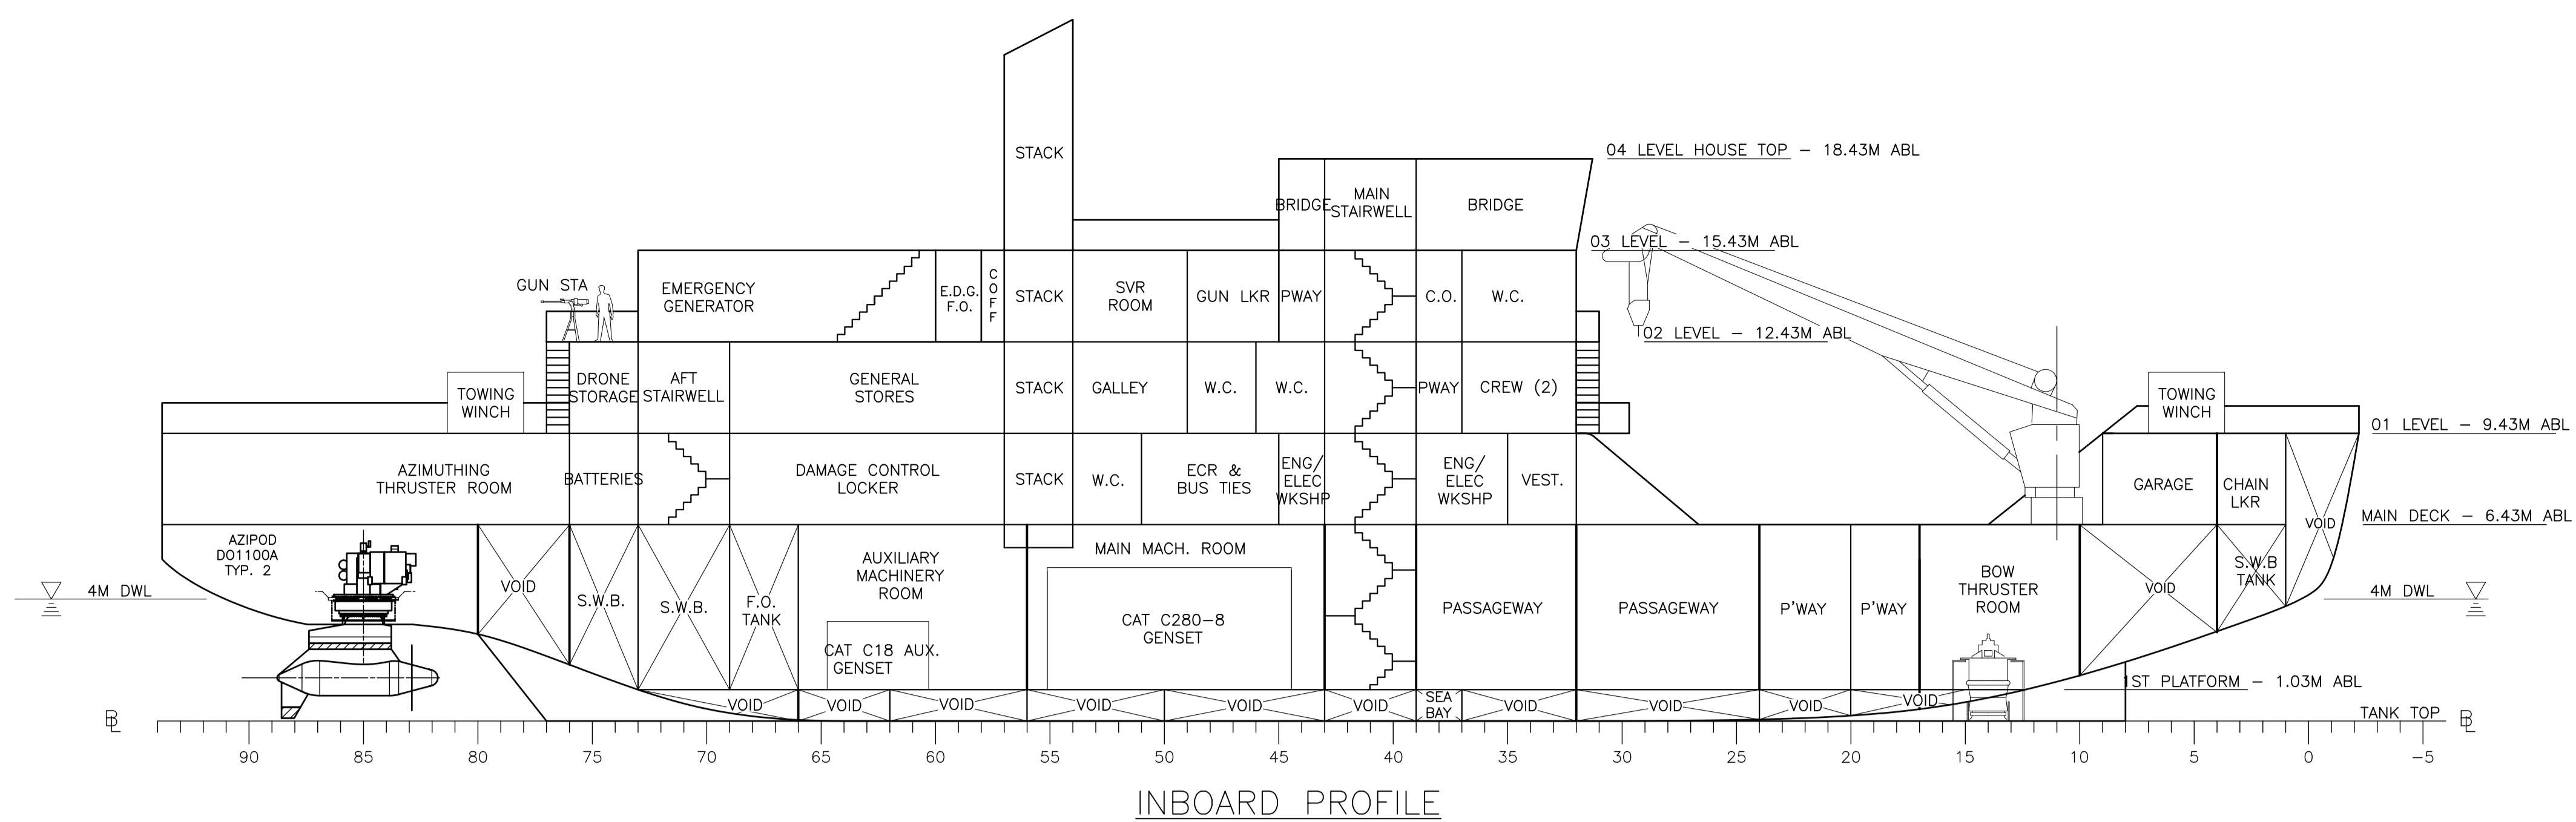 STACK
04 LEVEL HOUSE TOP – 18.43M ABL
BRIDGE
MAIN
STAIRWELL
BRIDGE
03 LEVEL – 15.43M ABL
GUN STA
EMERGENCY
GENERATOR
E.D.G.
F.O.
C
O
F
F
STACK
SVR
ROOM
GUN LKR
PWAY
C.O.
W.C.
02 LEVEL – 12.43M ABL
TOWING
WINCH
DRONE
STORAGE
AFT
STAIRWELL
GENERAL
STORES
STACK
GALLEY
W.C.
W.C.
PWAY
CREW (2)
TOWING
WINCH
01 LEVEL – 9.43M ABL
AZIMUTHING
THRUSTER ROOM
BATTERIES
DAMAGE CONTROL
LOCKER
STACK
W.C.
ECR &
BUS TIES
ENG/
ELEC
WKSHP
ENG/
ELEC
WKSHP
VEST.
GARAGE
CHAIN
LKR
VOID
MAIN DECK – 6.43M ABL
AZIPOD
DO1100A
TYP. 2
4M DWL
VOID
S.W.B.
S.W.B.
F.O.
TANK
AUXILIARY
MACHINERY
ROOM
CAT C18 AUX.
GENSET
MAIN MACH. ROOM
CAT C280–8
GENSET
PASSAGEWAY
PASSAGEWAY
P'WAY
P'WAY
BOW
THRUSTER
ROOM
VOID
S.W.B
TANK
4M DWL
1ST PLATFORM – 1.03M ABL
VOID
VOID
VOID
VOID
VOID
VOID
SEA
BAY
VOID
VOID
VOID
VOID
BL
TANK TOP
BL
90 85 80 75 70 65 60 55 50 45 40 35 30 25 20 15 10 5 0 –5
INBOARD PROFILE